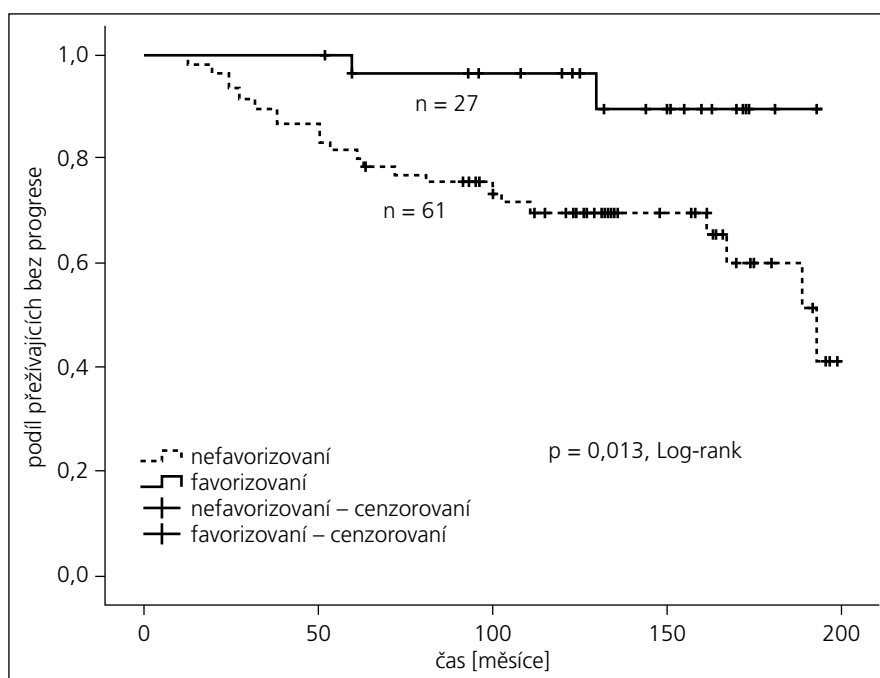 podíl přežívajících bez progrese
1,0
0,8
0,6
0,4
0,2
0,0
n = 27
n = 61
p = 0,013, Log-rank
nefavorizovaní
favorizovaní
nefavorizovaní – cenzorovaní
favorizovaní – cenzorovaní
0 50 100 150 200
čas [měsíce]